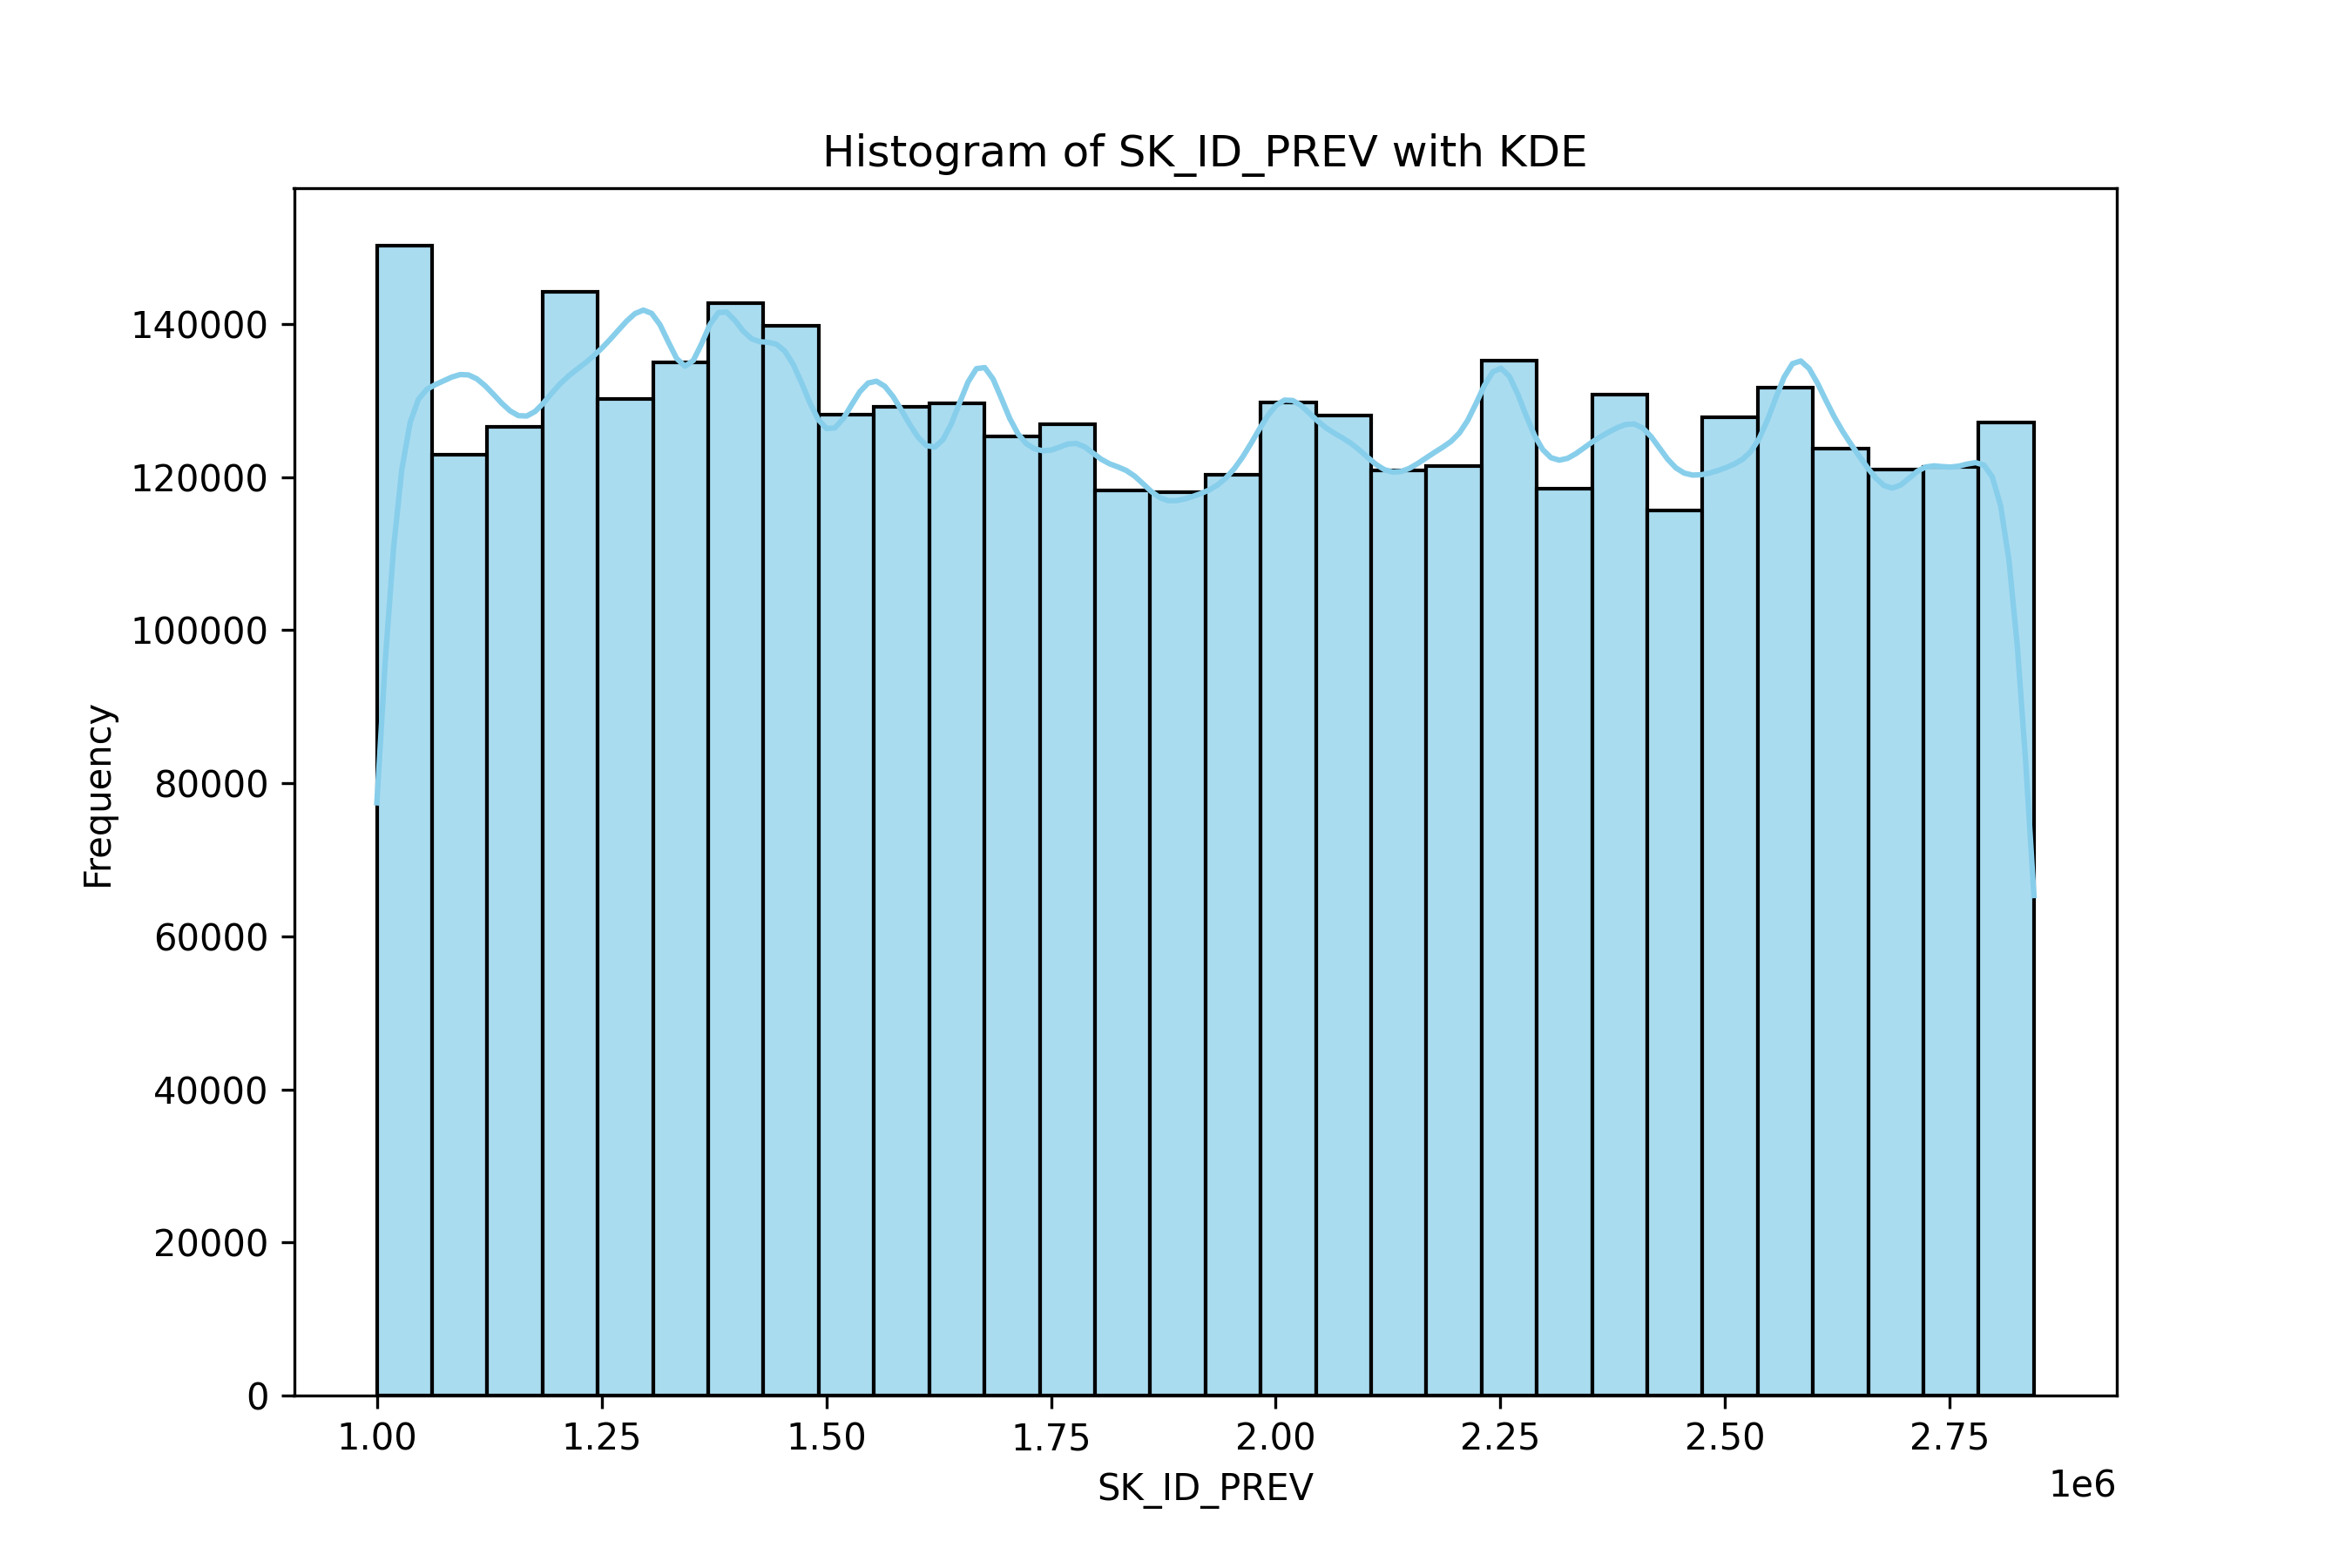 Histogram of SK_ID_PREV with KDE
140000
120000
100000
80000
60000
40000
20000
0
Frequency
1.00 1.25 1.50 1.75 2.00 2.25 2.50 2.75
SK_ID_PREV
1e6